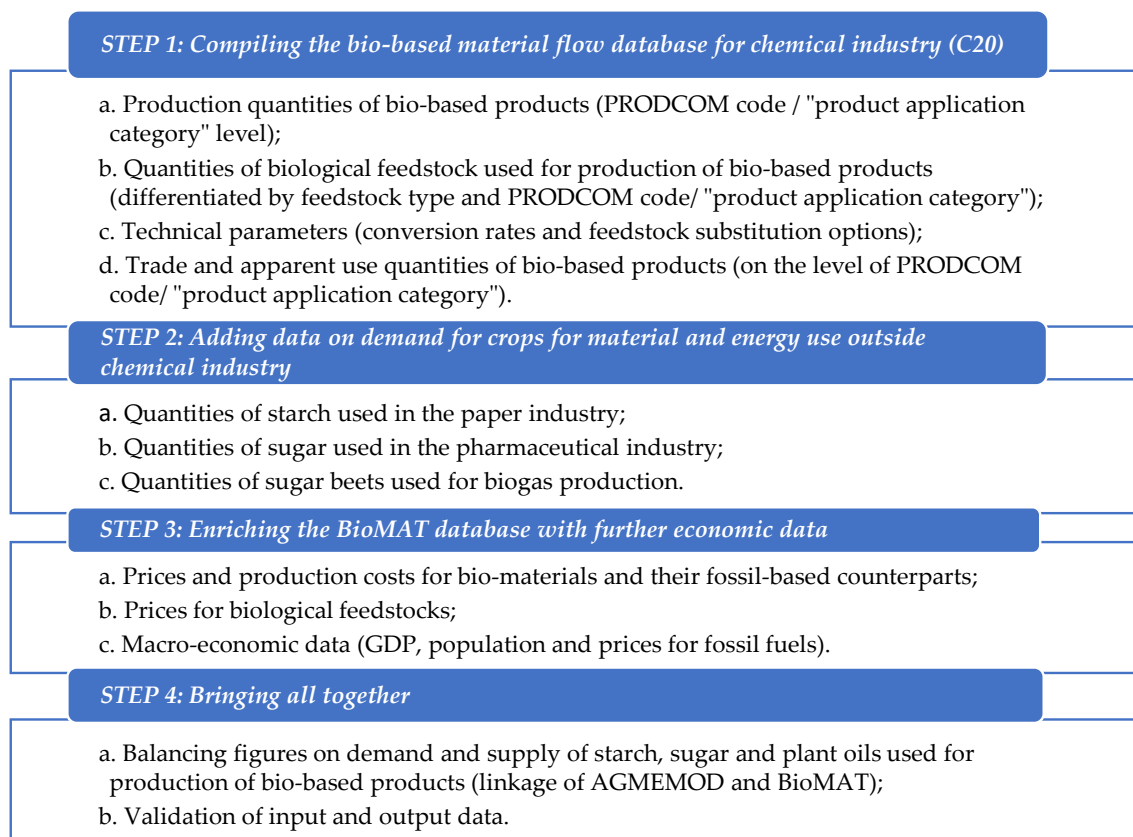 STEP 1: Compiling the bio-based material flow database for chemical industry (C20)
a. Production quantities of bio-based products (PRODCOM code / "product application
category" level);
b. Quantities of biological feedstock used for production of bio-based products
(differentiated by feedstock type and PRODCOM code/ "product application category");
c. Technical parameters (conversion rates and feedstock substitution options);
d. Trade and apparent use quantities of bio-based products (on the level of PRODCOM
code/ "product application category").
STEP 2: Adding data on demand for crops for material and energy use outside
chemical industry
a. Quantities of starch used in the paper industry;
b. Quantities of sugar used in the pharmaceutical industry;
c. Quantities of sugar beets used for biogas production.
STEP 3: Enriching the BioMAT database with further economic data
a. Prices and production costs for bio-materials and their fossil-based counterparts;
b. Prices for biological feedstocks;
c. Macro-economic data (GDP, population and prices for fossil fuels).
STEP 4: Bringing all together
a. Balancing figures on demand and supply of starch, sugar and plant oils used for
production of bio-based products (linkage of AGMEMOD and BioMAT);
b. Validation of input and output data.